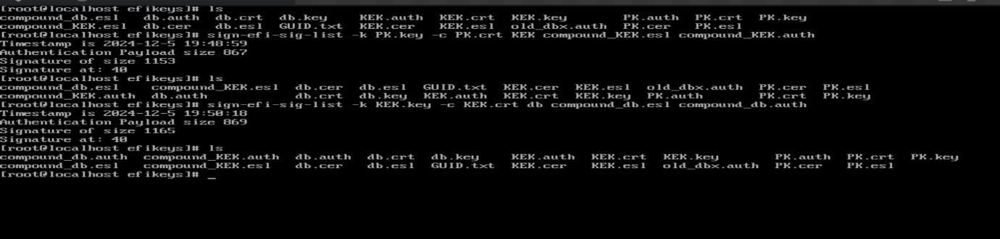 [root@localhost efikeys]# ls
compound_db.esl db.auth db.crt db.key KEK.auth KEK.crt KEK.key PK.auth PK.crt PK.key
compound_KEK.esl db.cer db.esl GUID.txt KEK.cer KEK.esl old_dbx.auth PK.cer PK.esl
[root@localhost efikeys]# sign-efi-sig-list -k PK.key -c PK.crt KEK compound_KEK.esl compound_KEK.auth
Timestamp is 2024-12-5 19:48:59
Authentication Payload size 867
Signature of size 1153
Signature at: 40
[root@localhost efikeys]# ls
compound_db.esl compound_KEK.esl db.cer db.esl GUID.txt KEK.cer KEK.esl old_dbx.auth PK.cer PK.esl
compound_KEK.auth db.auth db.crt db.key KEK.auth KEK.crt KEK.key PK.auth PK.crt PK.key
[root@localhost efikeys]# sign-efi-sig-list -k KEK.key -c KEK.crt db compound_db.esl compound_db.auth
Timestamp is 2024-12-5 19:50:18
Authentication Payload size 869
Signature of size 1165
Signature at: 40
[root@localhost efikeys]# ls
compound_db.auth compound_KEK.auth db.auth db.crt db.key KEK.auth KEK.crt KEK.key PK.auth PK.crt PK.key
compound_db.esl compound_KEK.esl db.cer db.esl GUID.txt KEK.cer KEK.esl old_dbx.auth PK.cer PK.esl
[root@localhost efikeys]# _